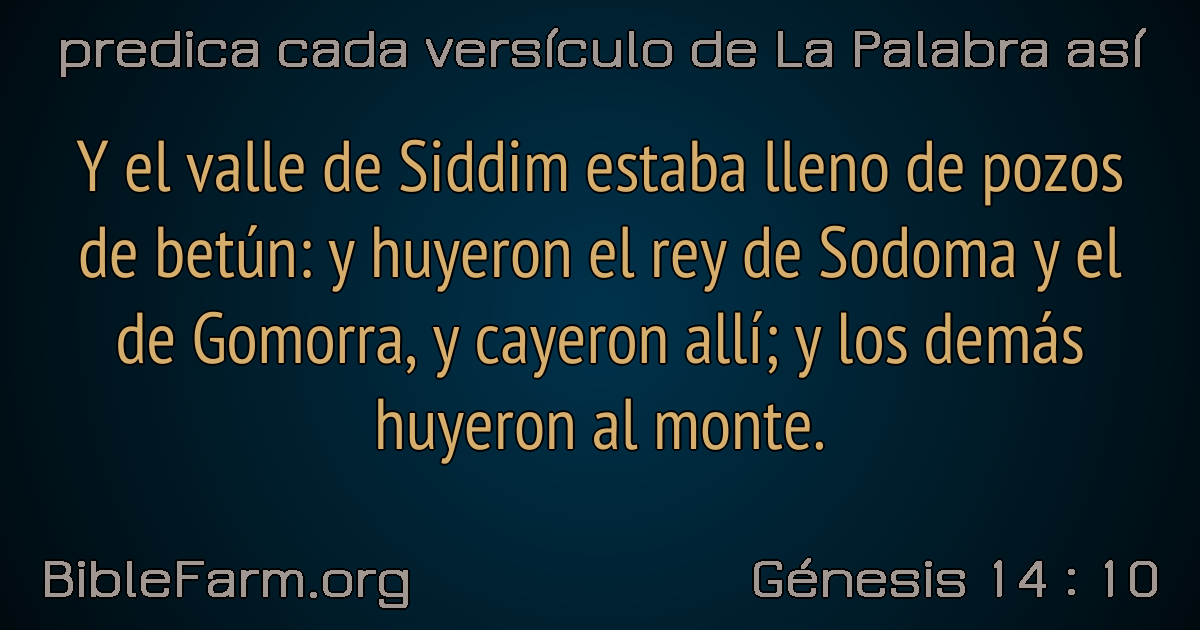 predica cada versículo de La Palabra así
Y el valle de Siddim estaba lleno de pozos
de betún: y huyeron el rey de Sodoma y el
de Gomorra, y cayeron allí; y los demás
huyeron al monte.
BibleFarm.org
Génesis 14 : 10